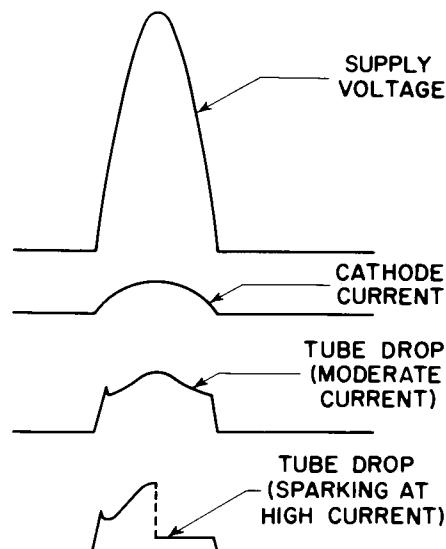 SUPPLY
VOLTAGE
CATHODE
CURRENT
TUBE DROP
(MODERATE
CURRENT)
TUBE DROP
(SPARKING AT
HIGH CURRENT)